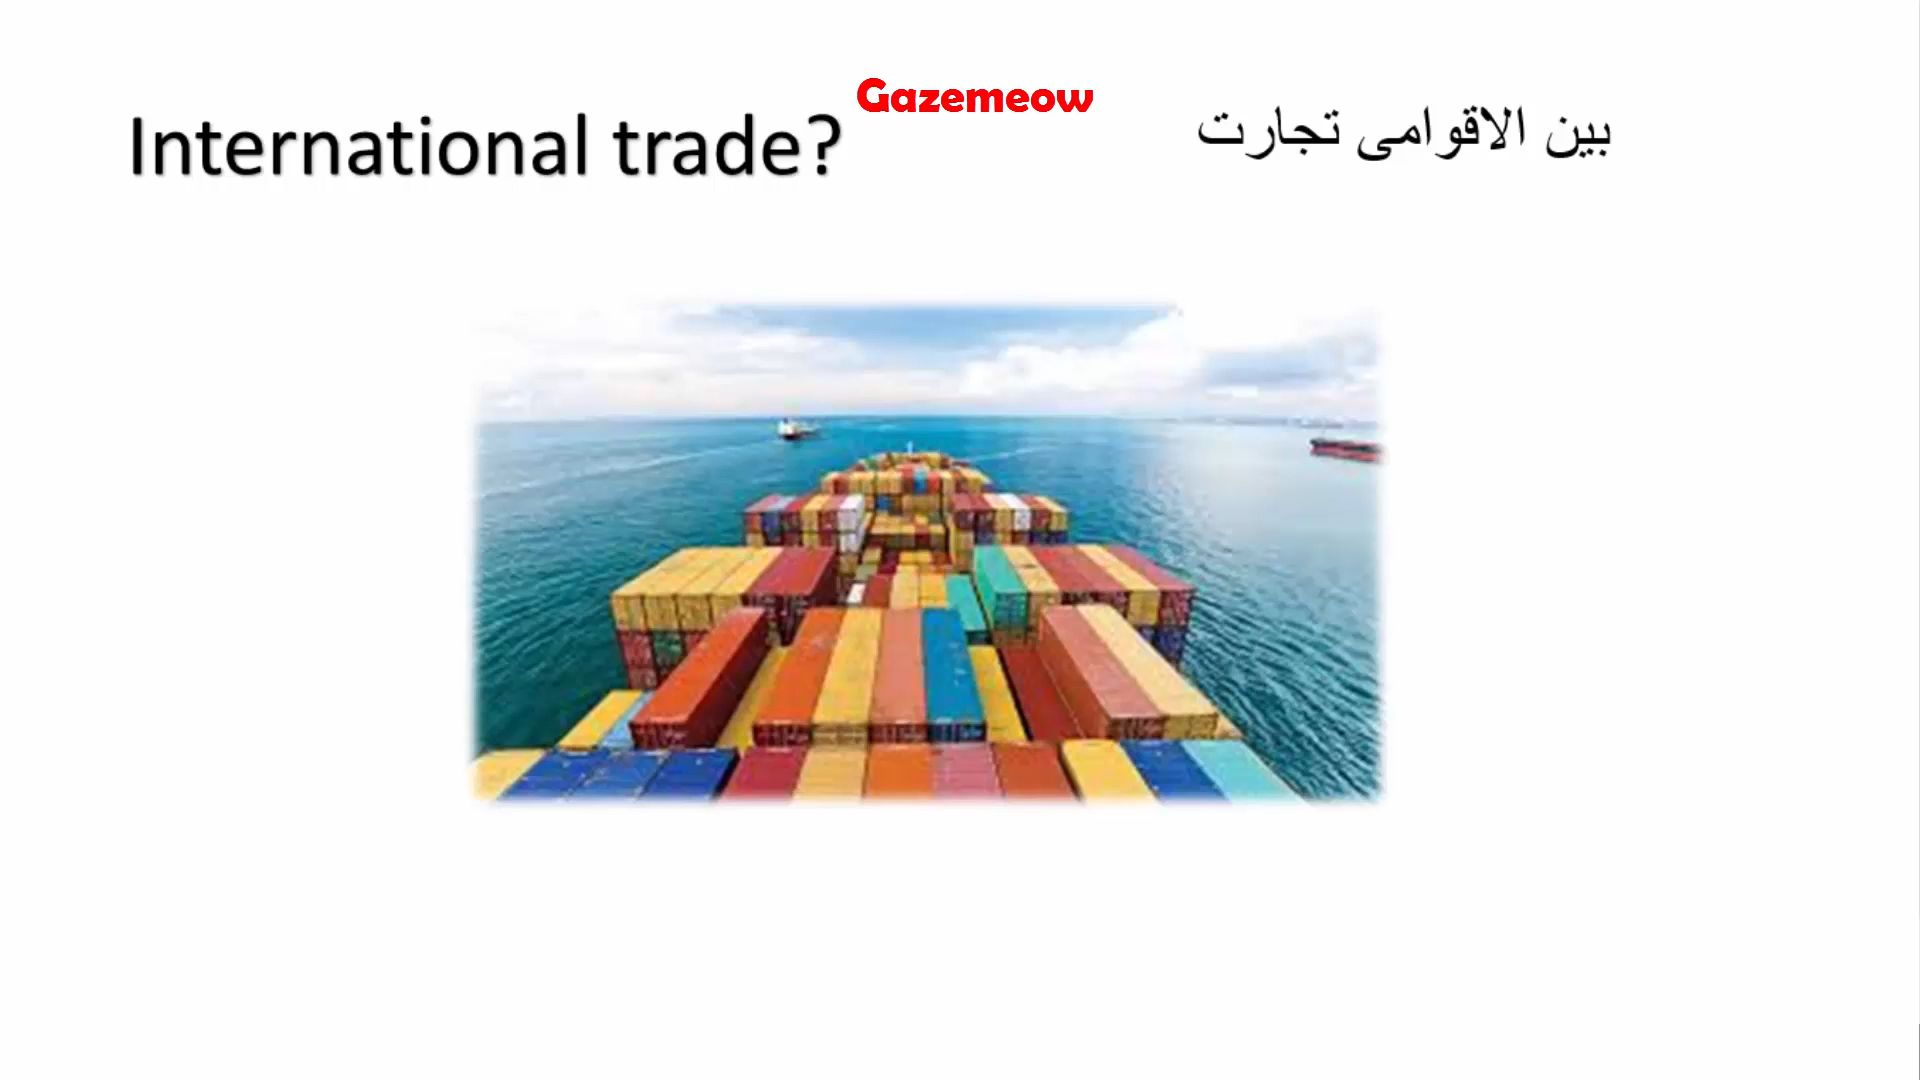 International trade?
Gazemeow
بین الاقوامی تجارت